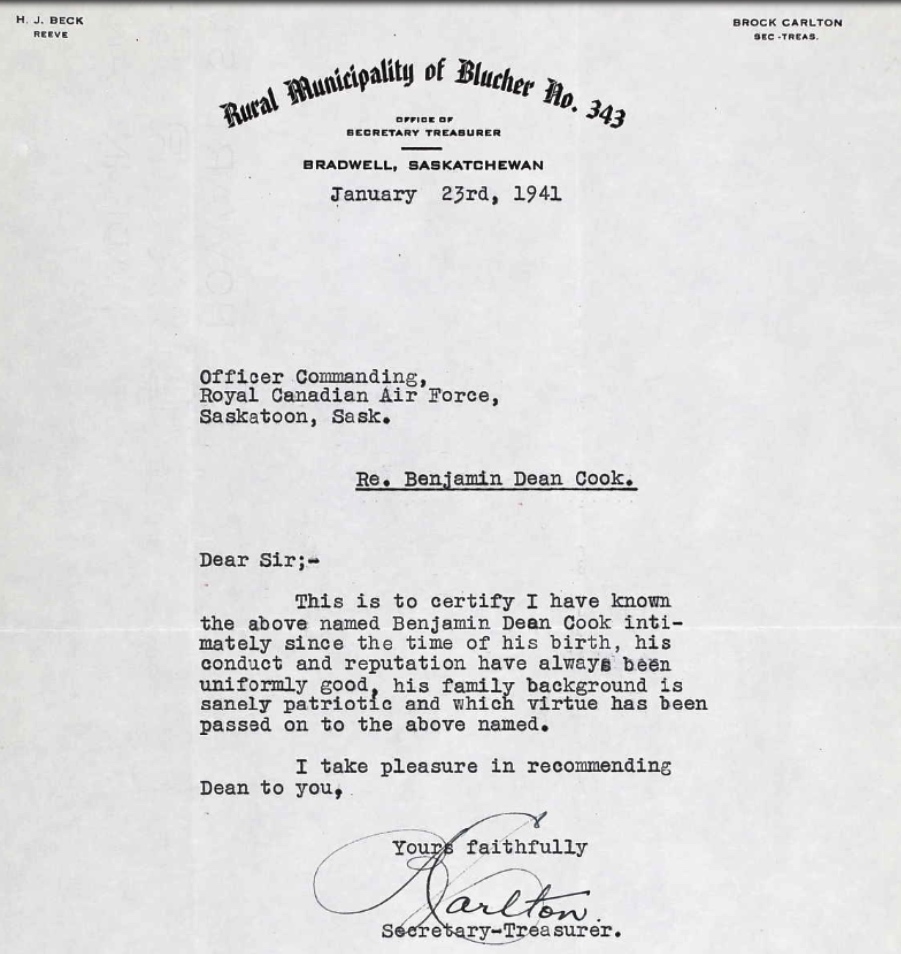 H. J. BECK
REEVE
BROCK CARLTON
SEC-TREAS.
Rural Municipality of Blucher No. 343
OFFICE OF
SECRETARY TREASURER
BRADWELL, SASKATCHEWAN
January 23rd, 1941
Officer Commanding,
Royal Canadian Air Force,
Saskatoon, Sask.
Re. Benjamin Dean Cook.
Dear Sir;-
This is to certify I have known
the above named Benjamin Dean Cook inti-
mately since the time of his birth, his
conduct and reputation have always been
uniformly good, his family background is
sanely patriotic and which virtue has been
passed on to the above named.
I take pleasure in recommending
Dean to you,
Yours faithfully
Carlton.
Secretary-Treasurer.